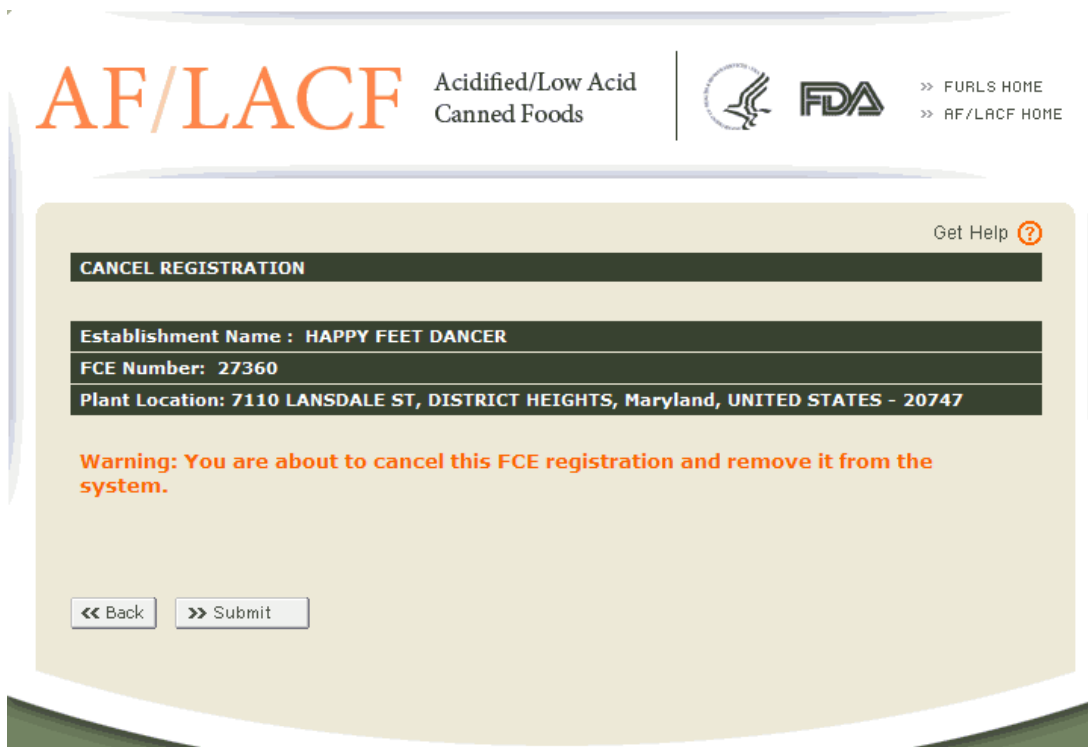 AF/LACF
Acidified/Low Acid
Canned Foods
FDA
>> FURLS HOME
>> AF/LACF HOME
Get Help ?
CANCEL REGISTRATION
Establishment Name : HAPPY FEET DANCER
FCE Number: 27360
Plant Location: 7110 LANSDALE ST, DISTRICT HEIGHTS, Maryland, UNITED STATES - 20747
Warning: You are about to cancel this FCE registration and remove it from the
system.
<< Back
>> Submit